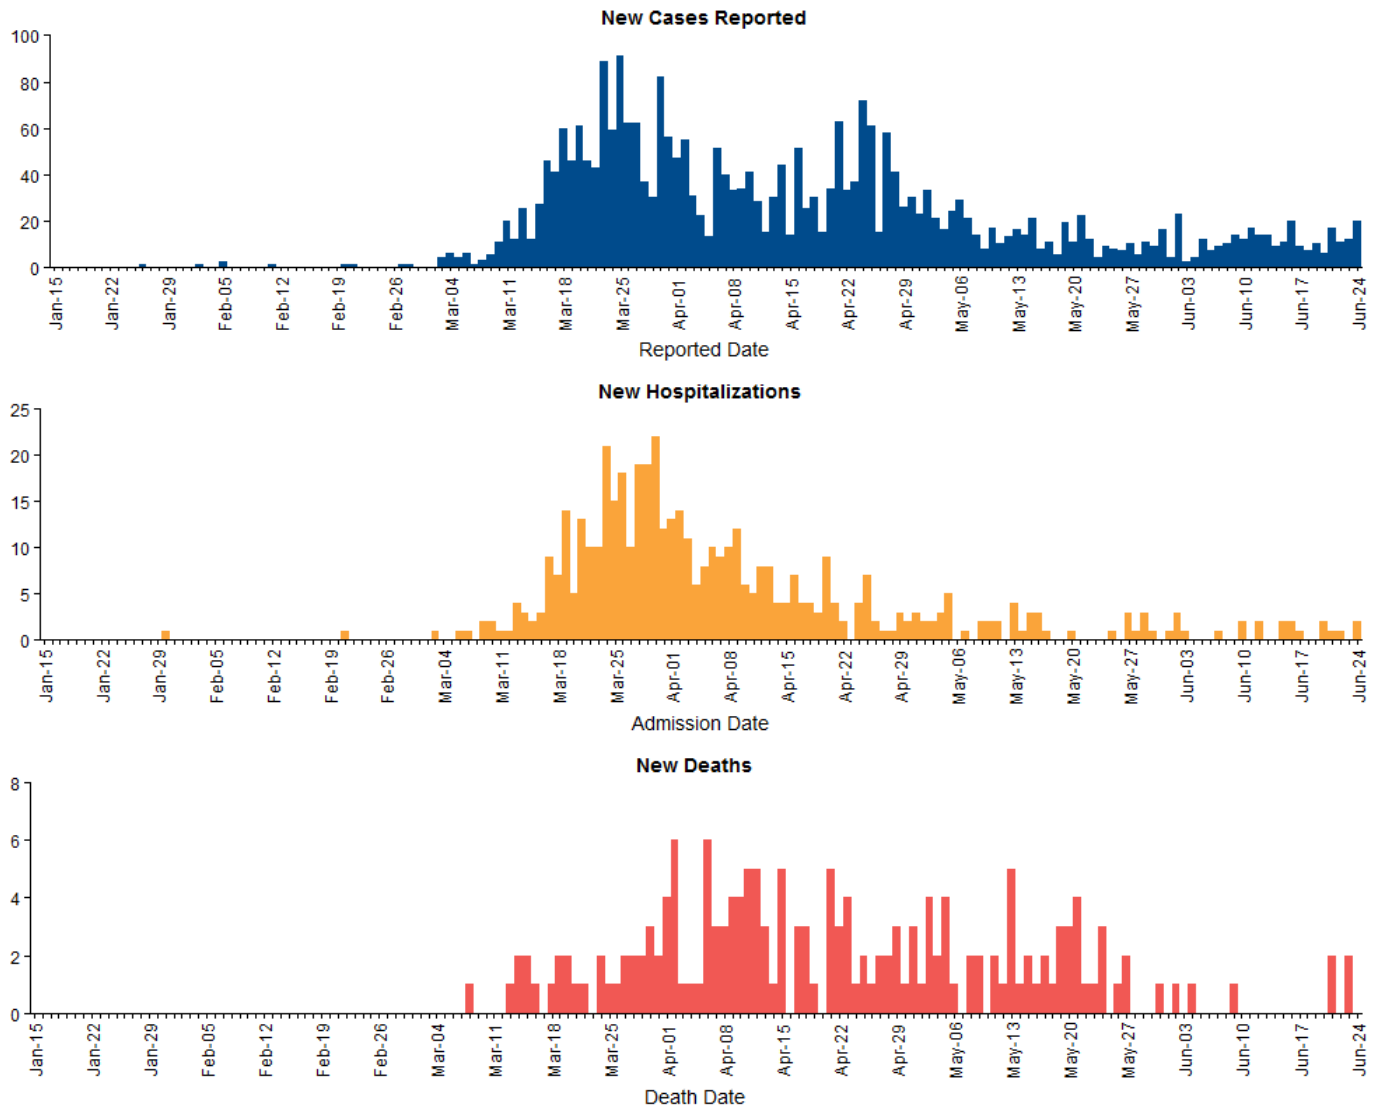 New Cases Reported
100
80
60
40
20
0
Jan-15 Jan-22 Jan-29 Feb-05 Feb-12 Feb-19 Feb-26 Mar-04 Mar-11 Mar-18 Mar-25 Apr-01 Apr-08 Apr-15 Apr-22 Apr-29 May-06 May-13 May-20 May-27 Jun-03 Jun-10 Jun-17 Jun-24
Reported Date
New Hospitalizations
25
20
15
10
5
0
Jan-15 Jan-22 Jan-29 Feb-05 Feb-12 Feb-19 Feb-26 Mar-04 Mar-11 Mar-18 Mar-25 Apr-01 Apr-08 Apr-15 Apr-22 Apr-29 May-06 May-13 May-20 May-27 Jun-03 Jun-10 Jun-17 Jun-24
Admission Date
New Deaths
8
6
4
2
0
Jan-15 Jan-22 Jan-29 Feb-05 Feb-12 Feb-19 Feb-26 Mar-04 Mar-11 Mar-18 Mar-25 Apr-01 Apr-08 Apr-15 Apr-22 Apr-29 May-06 May-13 May-20 May-27 Jun-03 Jun-10 Jun-17 Jun-24
Death Date